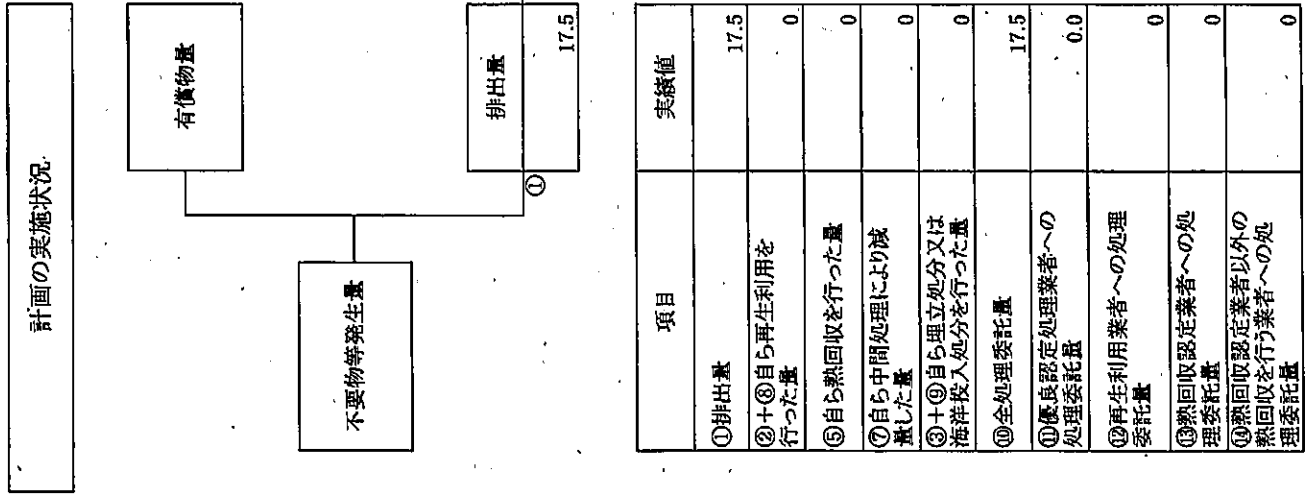 計画の実施状況
有償物量
不要物等発生量
①
排出量
17.5
項目
実績値
①排出量
17.5
②+⑧自ら再生利用を
行った量
0
⑤自ら熱回収を行った量
0
⑦自ら中間処理により減
量した量
0
③+⑨自ら埋立処分又は
海洋投入処分を行った量
0
⑩全処理委託量
17.5
⑪優良認定処理業者への
処理委託量
0.0
⑫再生利用業者への処理
委託量
0
⑬熱回収認定業者への処
理委託量
0
⑭熱回収認定業者以外の
熱回収を行う業者への処
理委託量
0